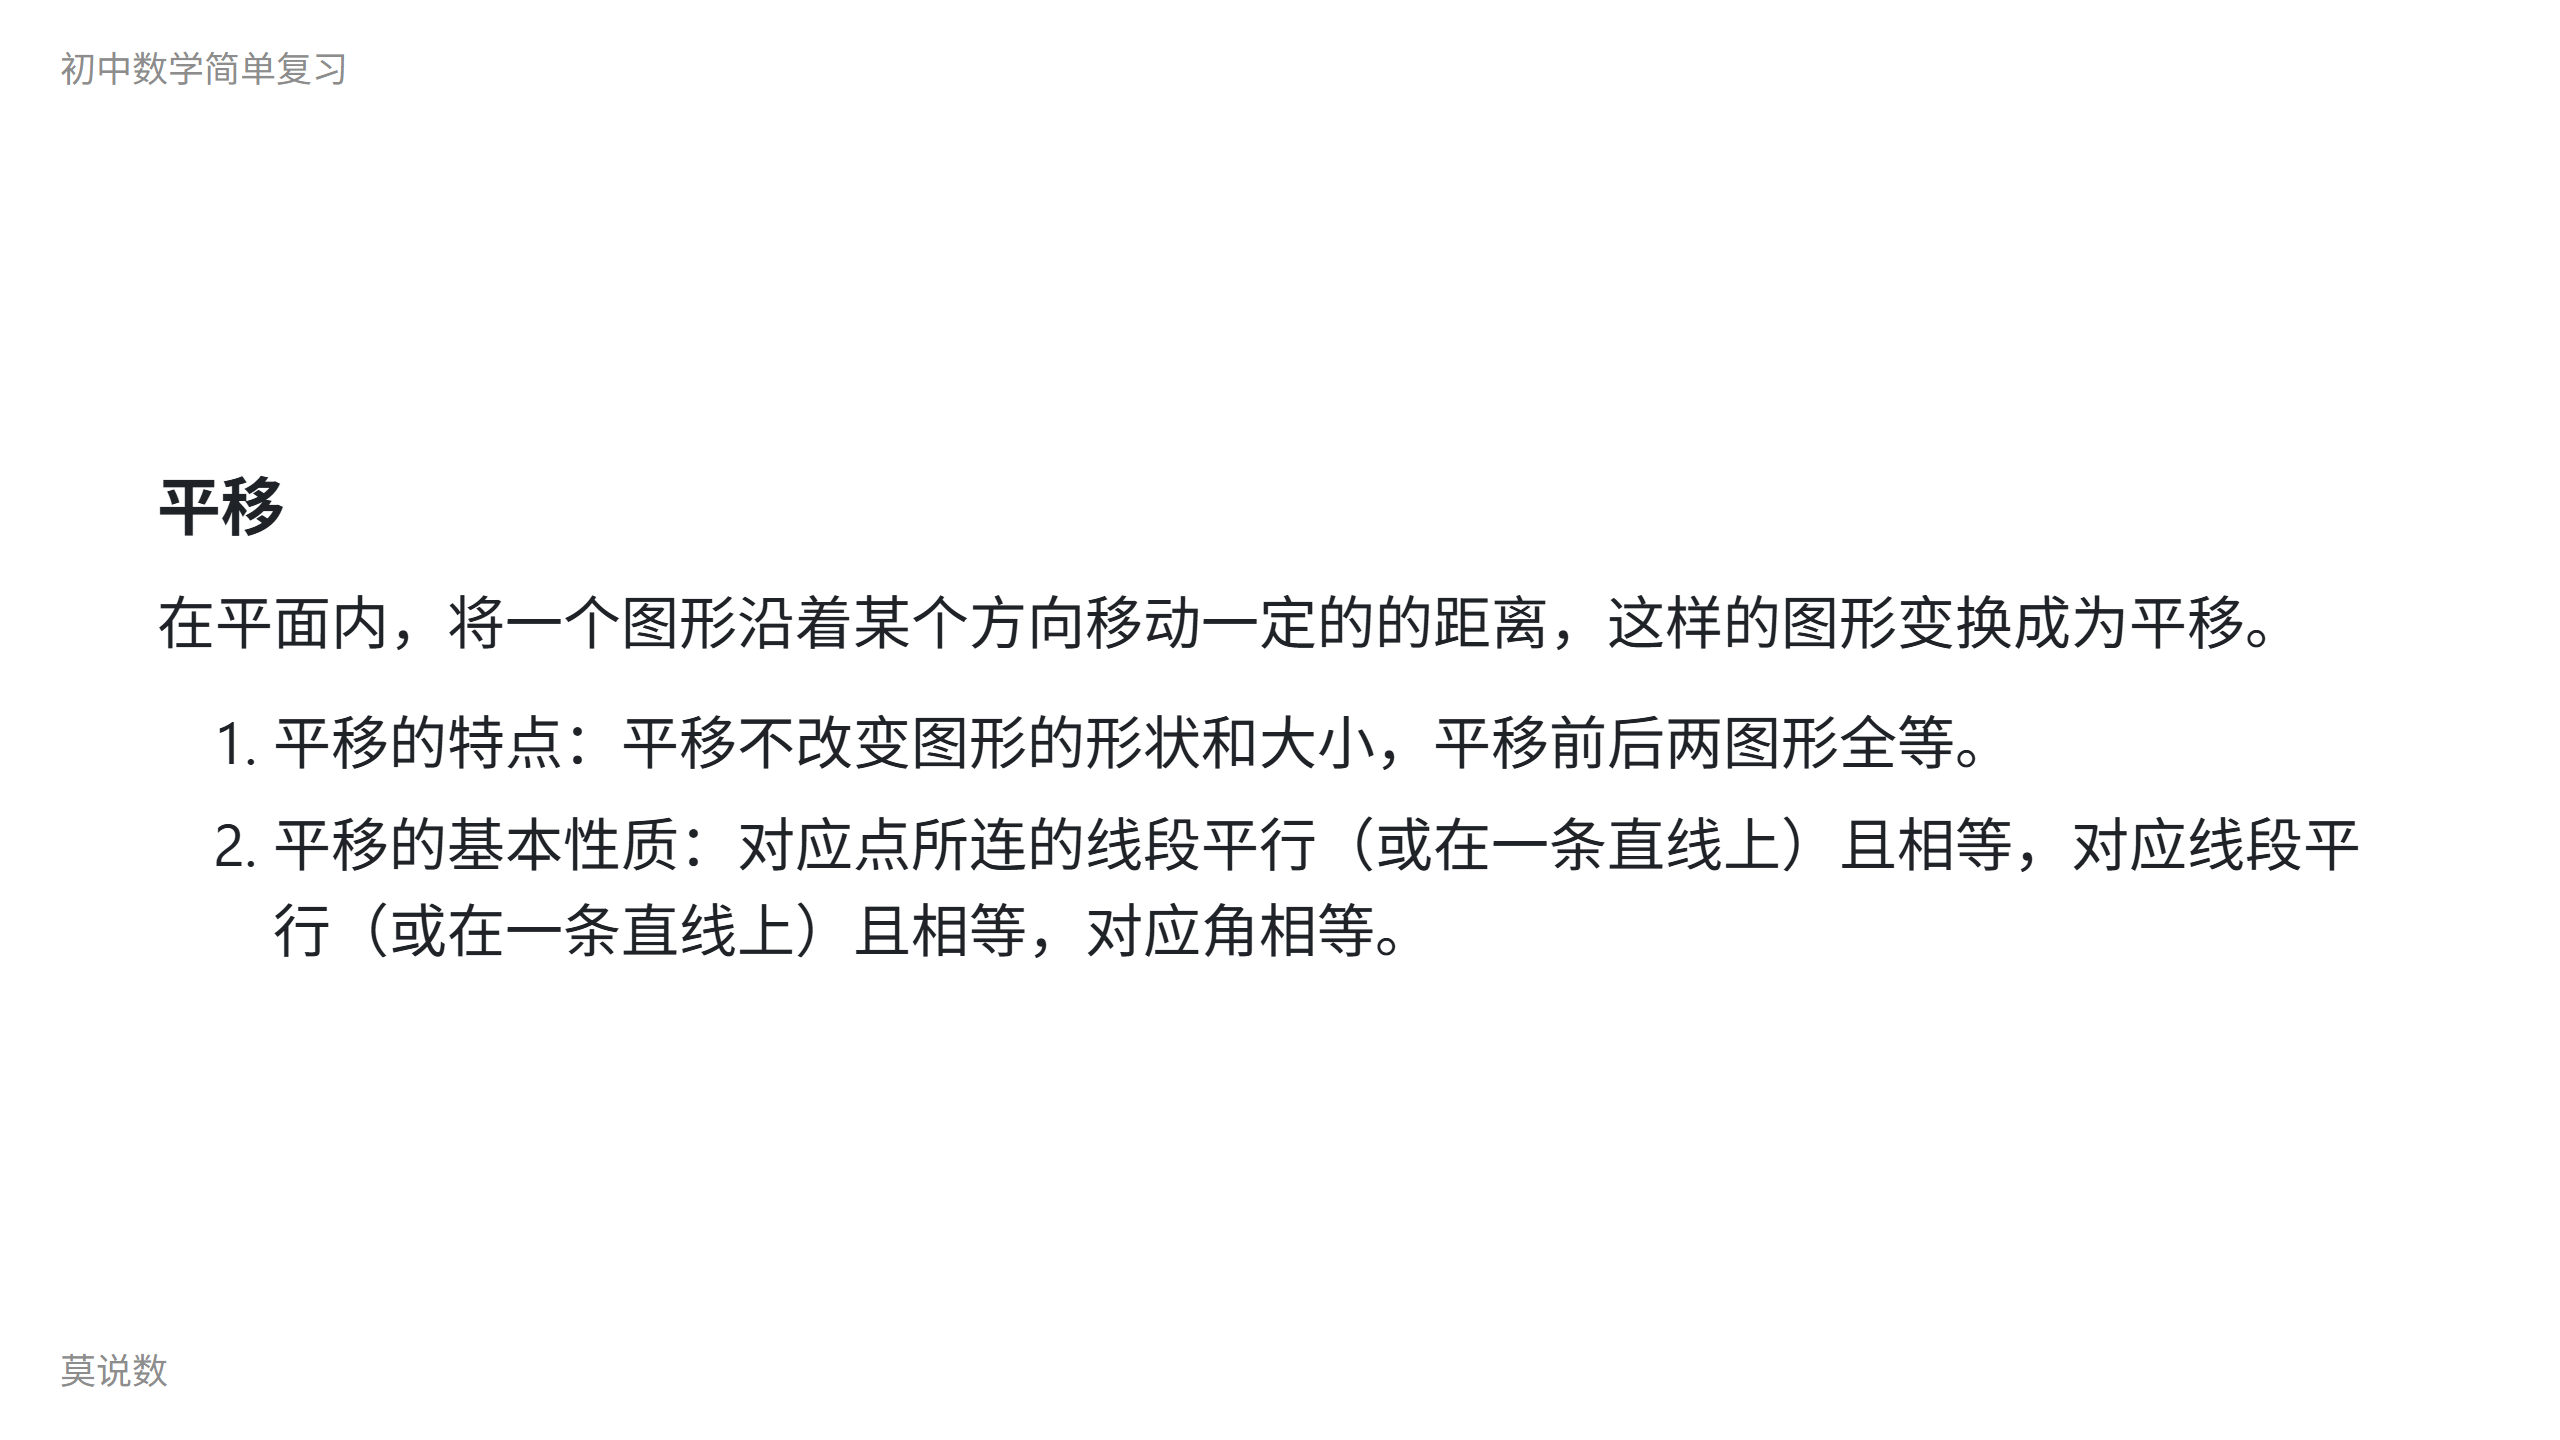 初中数学简单复习
平移
在平面内，将一个图形沿着某个方向移动一定的的距离，这样的图形变换成为平移。
1. 平移的特点：平移不改变图形的形状和大小，平移前后两图形全等。
2. 平移的基本性质：对应点所连的线段平行（或在一条直线上）且相等，对应线段平
行（或在一条直线上）且相等，对应角相等。
莫说数